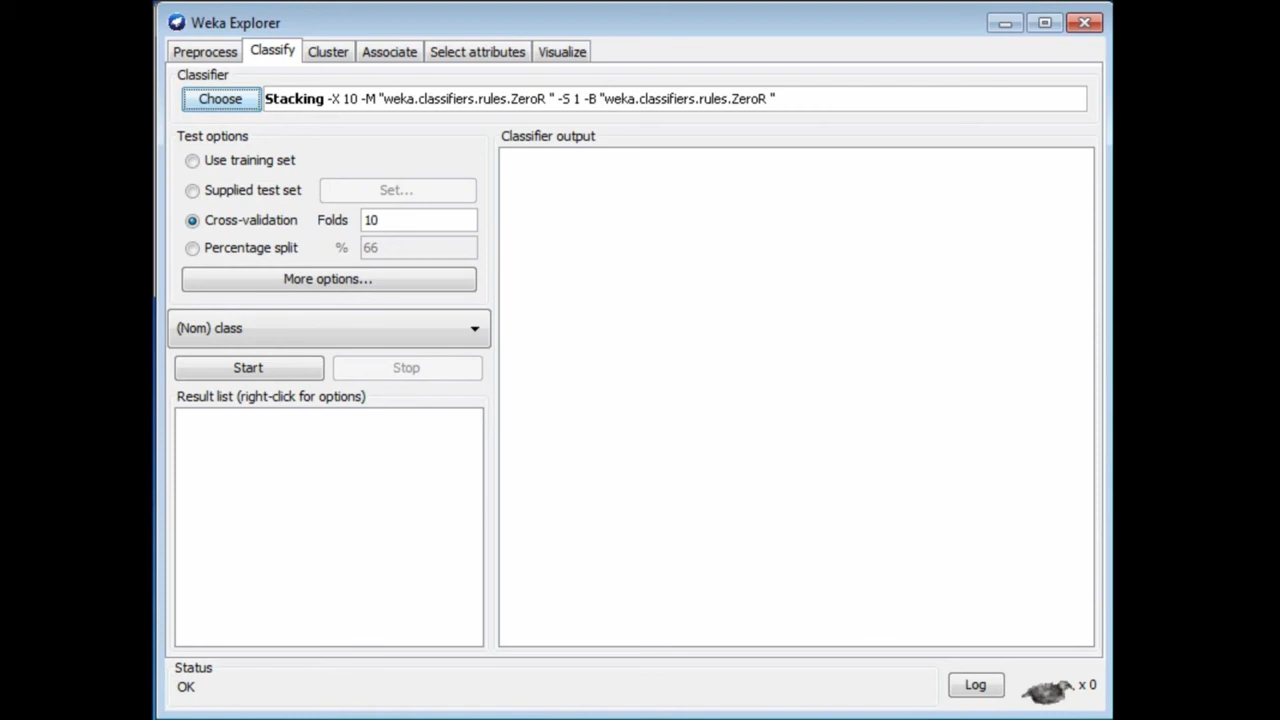 Weka Explorer
Preprocess Classify Cluster Associate Select attributes Visualize
Classifier
Choose Stacking -X 10 -M "weka.classifiers.rules.ZeroR " -S 1 -B "weka.classifiers.rules.ZeroR "
Test options
Use training set
Supplied test set Set...
Cross-validation Folds 10
Percentage split % 66
More options...
(Nom) class
Start Stop
Result list (right-click for options)
Classifier output
Status
OK
Log x 0